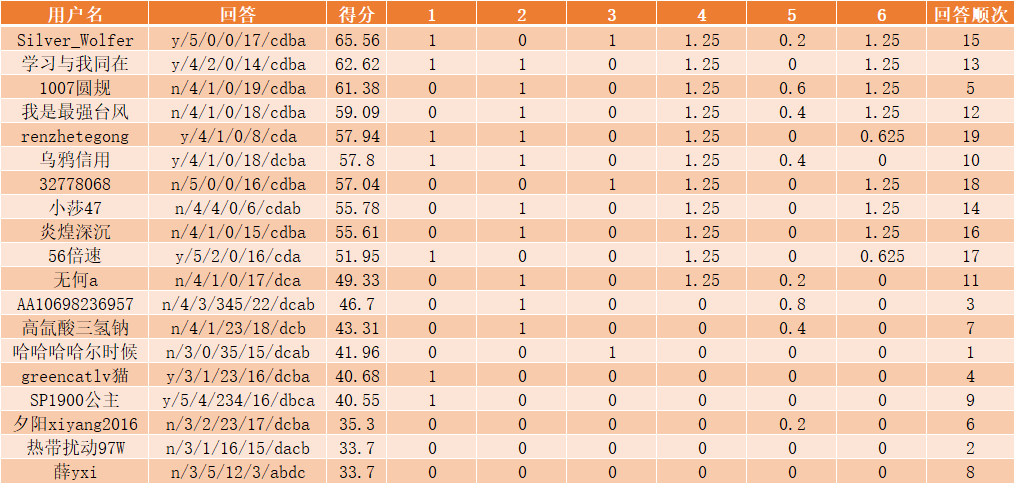 用户名 回答 得分 1 2 3 4 5 6 回答顺次
Silver_Wolfer y/5/0/0/17/cdba 65.56 1 0 1 1.25 0.2 1.25 15
学习与我同在 y/4/2/0/14/cdba 62.62 1 1 0 1.25 0 1.25 13
1007圆规 n/4/1/0/19/cdba 61.38 0 1 0 1.25 0.6 1.25 5
我是最强台风 n/4/1/0/18/cdba 59.09 0 1 0 1.25 0.4 1.25 12
renzhetegong y/4/1/0/8/cda 57.94 1 1 0 1.25 0 0.625 19
乌鸦信用 y/4/1/0/18/dcba 57.8 1 1 0 1.25 0.4 0 10
32778068 n/5/0/0/16/cdba 57.04 0 0 1 1.25 0 1.25 18
小莎47 n/4/4/0/6/cdab 55.78 0 1 0 1.25 0 1.25 14
炎煌深沉 n/4/1/0/15/cdba 55.61 0 1 0 1.25 0 1.25 16
56倍速 y/5/2/0/16/cda 51.95 1 0 0 1.25 0 0.625 17
无何a n/4/1/0/17/dca 49.33 0 1 0 1.25 0.2 0 11
AA10698236957 n/4/3/345/22/dcab 46.7 0 1 0 0 0.8 0 3
高氙酸三氢钠 n/4/1/23/18/dcb 43.31 0 1 0 0 0.4 0 7
哈哈哈哈尔时候 n/3/0/35/15/dcab 41.96 0 0 1 0 0 0 1
greencatlv猫 y/3/1/23/16/dcba 40.68 1 0 0 0 0 0 4
SP1900公主 y/5/4/234/16/dbca 40.55 1 0 0 0 0 0 9
夕阳xiyang2016 n/3/2/23/17/dcba 35.3 0 0 0 0 0.2 0 6
热带扰动97W n/3/1/16/15/dacb 33.7 0 0 0 0 0 0 2
薛yxi n/3/5/12/3/abdc 33.7 0 0 0 0 0 0 8